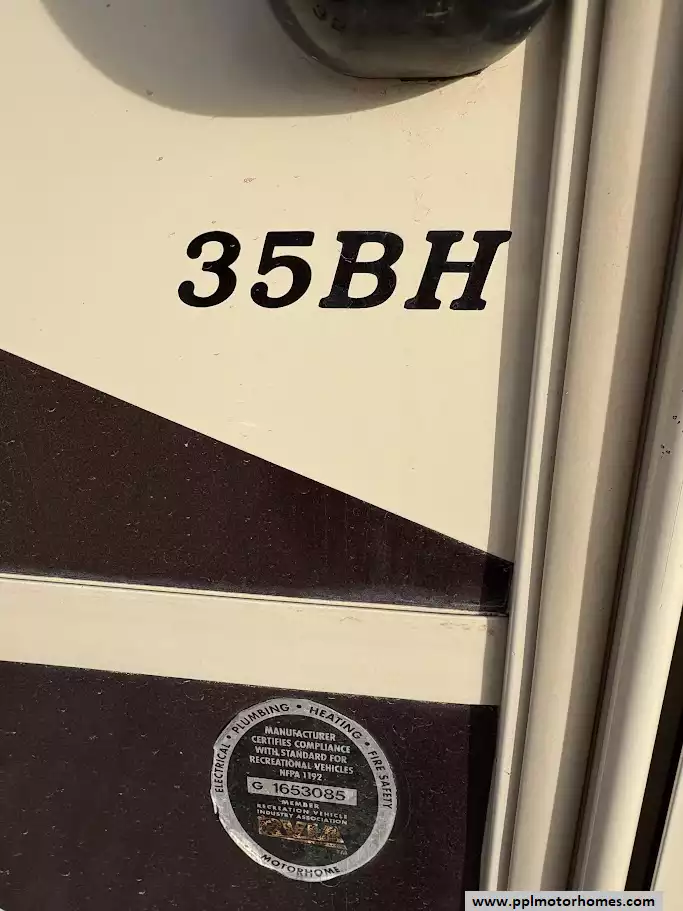 35BH
ELECTRICAL • PLUMBING • HEATING • FIRE SAFETY
MANUFACTURER
CERTIFIES COMPLIANCE
WITH STANDARD FOR
RECREATIONAL VEHICLES
NFPA 1192
G 1653085
MEMBER
RECREATION VEHICLE
INDUSTRY ASSOCIATION
RVIA
MOTORHOME
www.pplmotorhomes.com